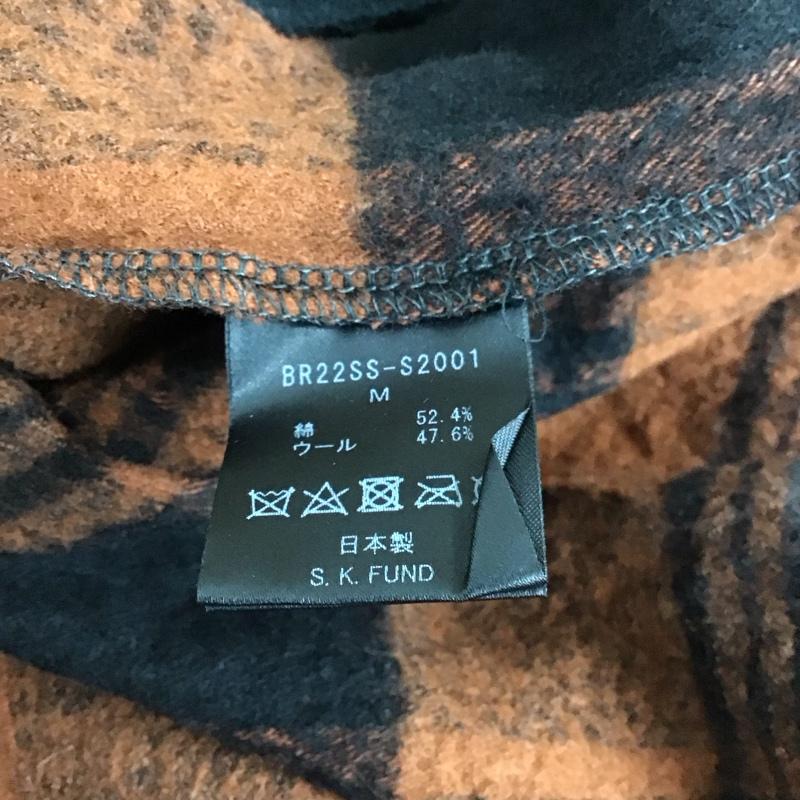 BR22SS-S2001
M
綿 52.4%
ウール 47.6%
日本製
S. K. FUND